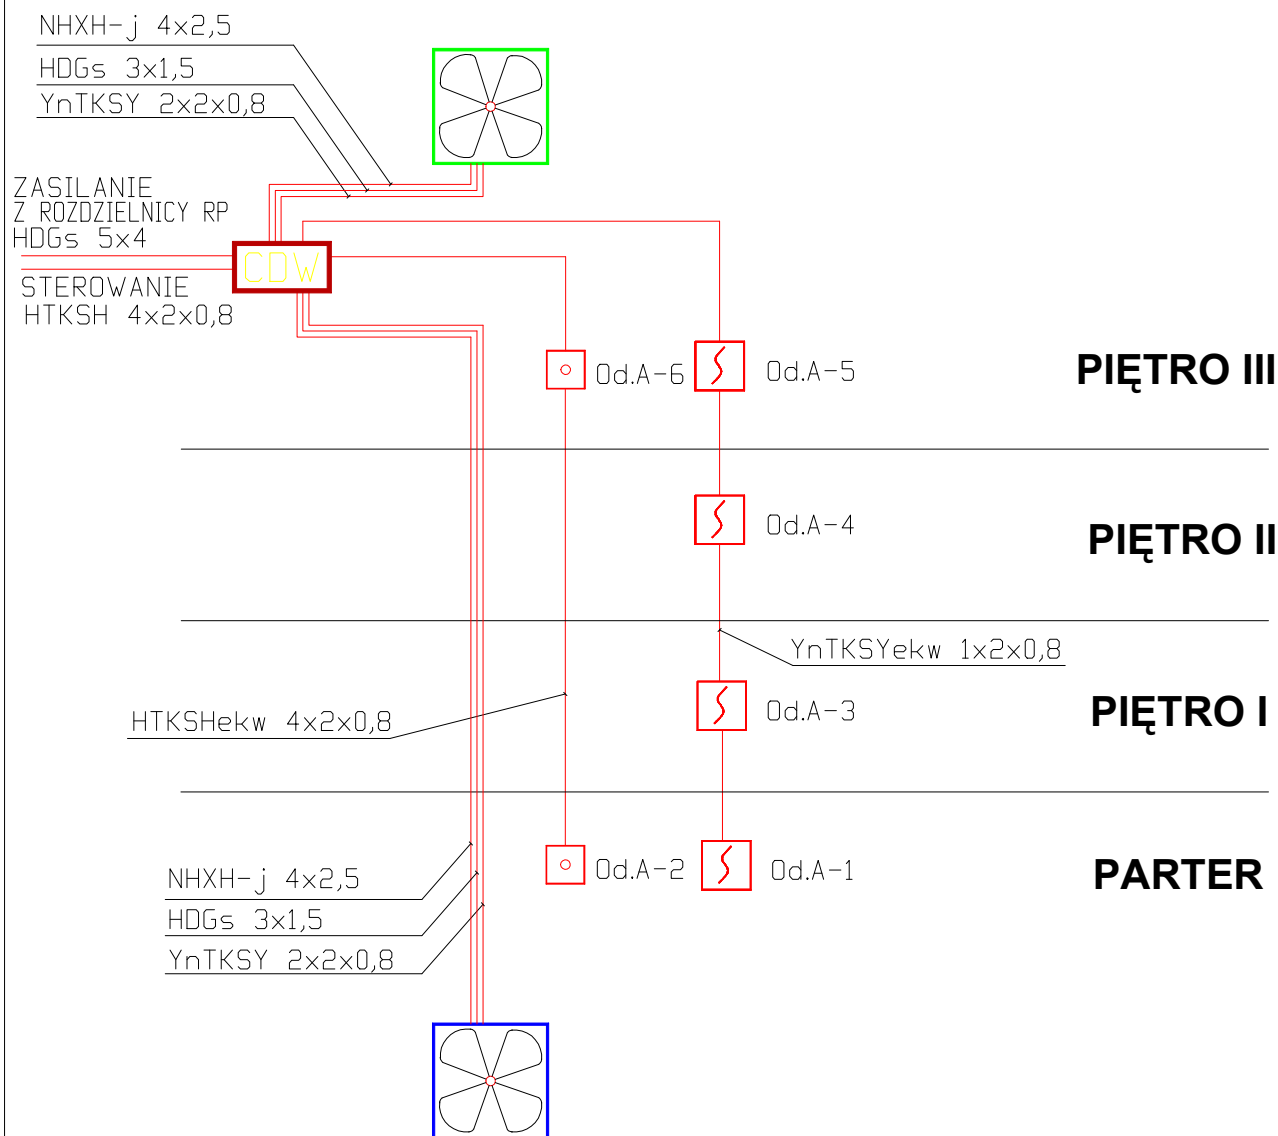 NHXH-j 4x2,5
HDGs 3x1,5
YnTKSY 2x2x0,8
ZASILANIE
Z ROZDZIELNICY RP
HDGs 5x4
CDW
STEROWANIE
HTKSH 4x2x0,8
Od.A-6
Od.A-5
PIĘTRO III
Od.A-4
PIĘTRO II
YnTKSYekw 1x2x0,8
HTKSHekw 4x2x0,8
Od.A-3
PIĘTRO I
NHXH-j 4x2,5
HDGs 3x1,5
YnTKSY 2x2x0,8
Od.A-2
Od.A-1
PARTER